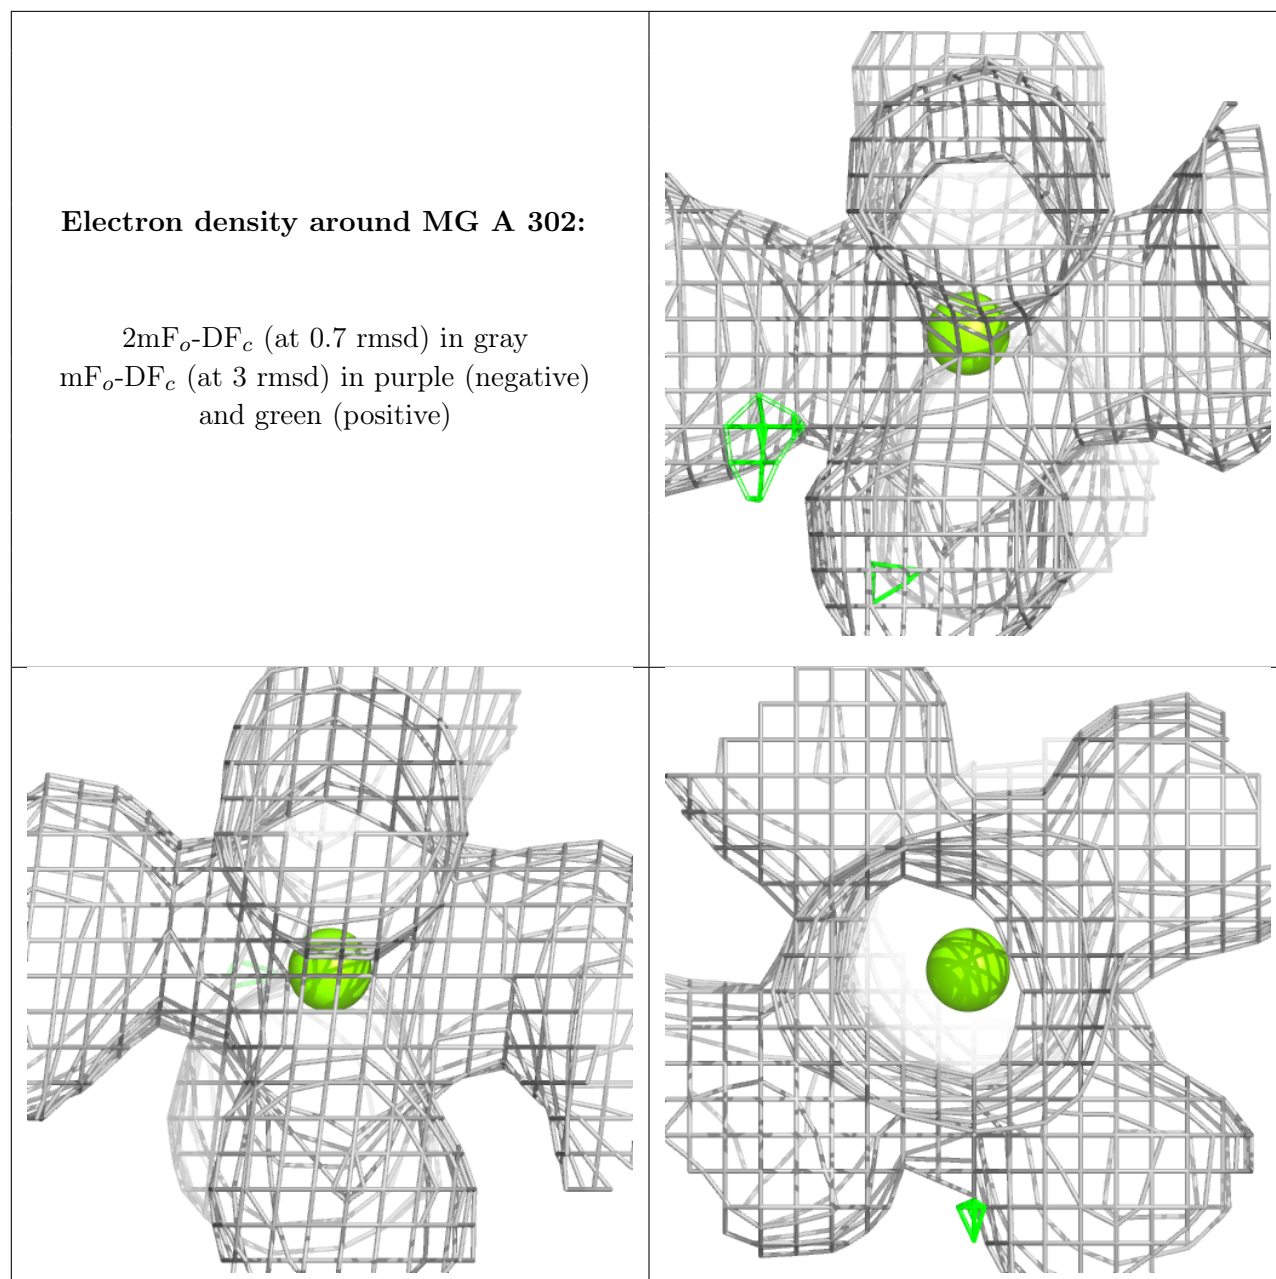 Electron density around MG A 302:
2mFo-DFc (at 0.7 rmsd) in gray
mFo-DFc (at 3 rmsd) in purple (negative)
and green (positive)